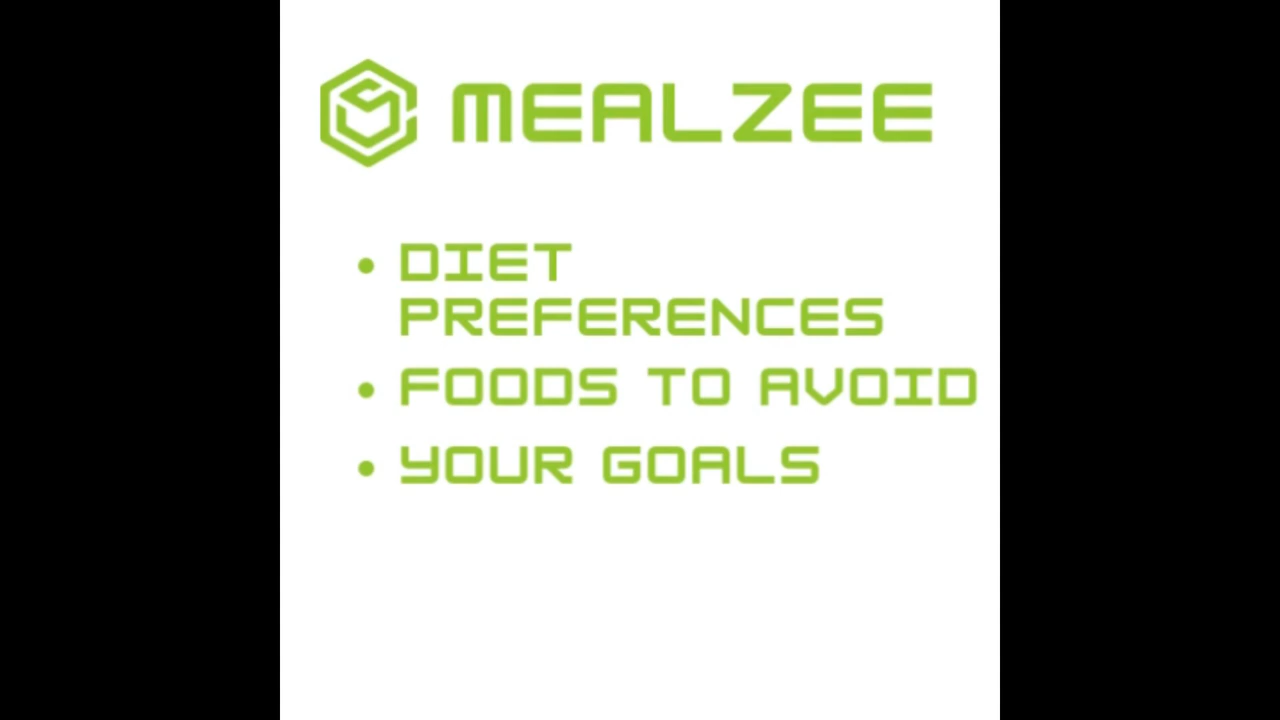 MEALZEE
• DIET
PREFERENCES
• FOODS TO AVOID
• YOUR GOALS